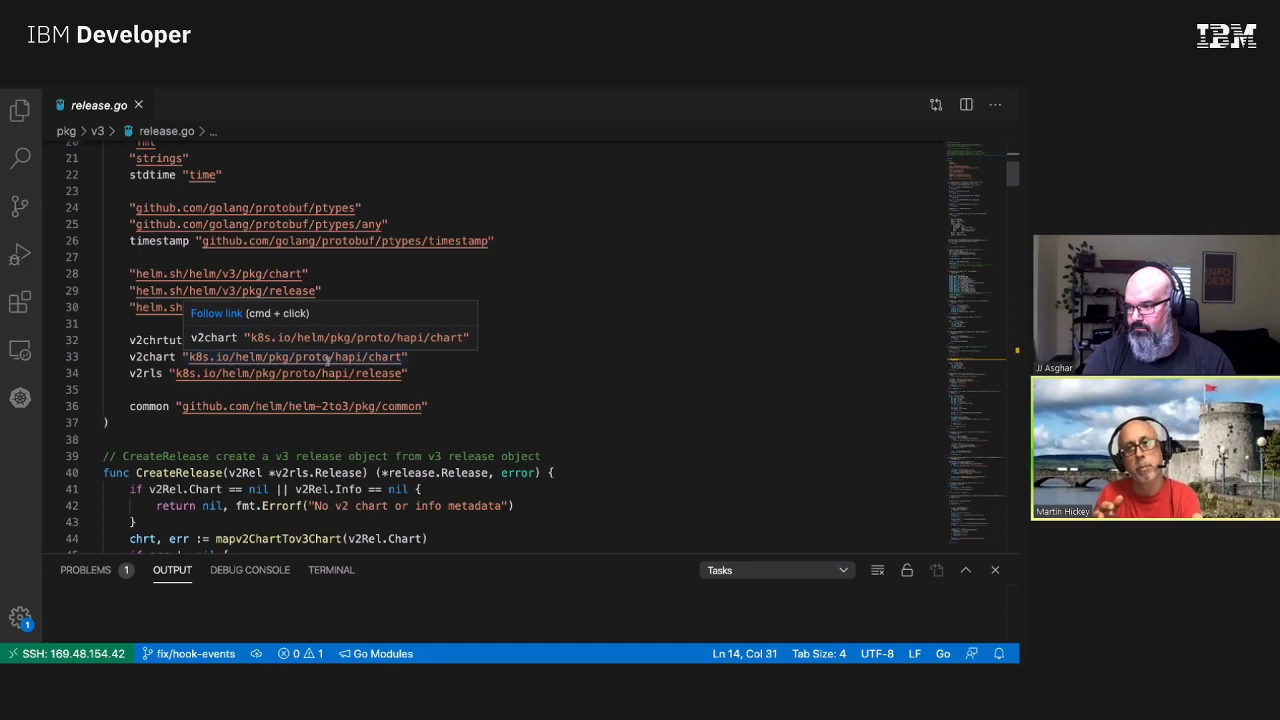 IBM Developer
IBM
release.go
pkg > v3 > release.go > ...
20 "fmt"
21 "strings"
22 stdtime "time"
23
24 "github.com/golang/protobuf/ptypes"
25 "github.com/golang/protobuf/ptypes/any"
26 timestamp "github.com/golang/protobuf/ptypes/timestamp"
27
28 "helm.sh/helm/v3/pkg/chart"
29 "helm.sh/helm/v3/pkg/release"
30 "helm.sh
Follow link (cmd + click)
31
v2chart "k8s.io/helm/pkg/proto/hapi/chart"
32 v2chrtut
33 v2chart "k8s.io/helm/pkg/proto/hapi/chart"
34 v2rls "k8s.io/helm/pkg/proto/hapi/release"
35
36 common "github.com/helm/helm-2to3/pkg/common"
37 )
38
39 // CreateRelease create a v3 release object from v3 release object
40 func CreateRelease(v2Rel *v2rls.Release) (*release.Release, error) {
41 if v2Rel.Chart == nil || v2Rel.Info == nil {
42 return nil, fmt.Errorf("No v2 chart or info metadata")
43 }
44 chrt, err := mapv2ChartTov3Chart(v2Rel.Chart)
45 if err != nil {
INFO DESK
JJ Asghar
Martin Hickey
PROBLEMS 1 OUTPUT DEBUG CONSOLE TERMINAL Tasks
1
SSH: 169.48.154.42 fix/hook-events 0 1 Go Modules Ln 14, Col 31 Tab Size: 4 UTF-8 LF Go